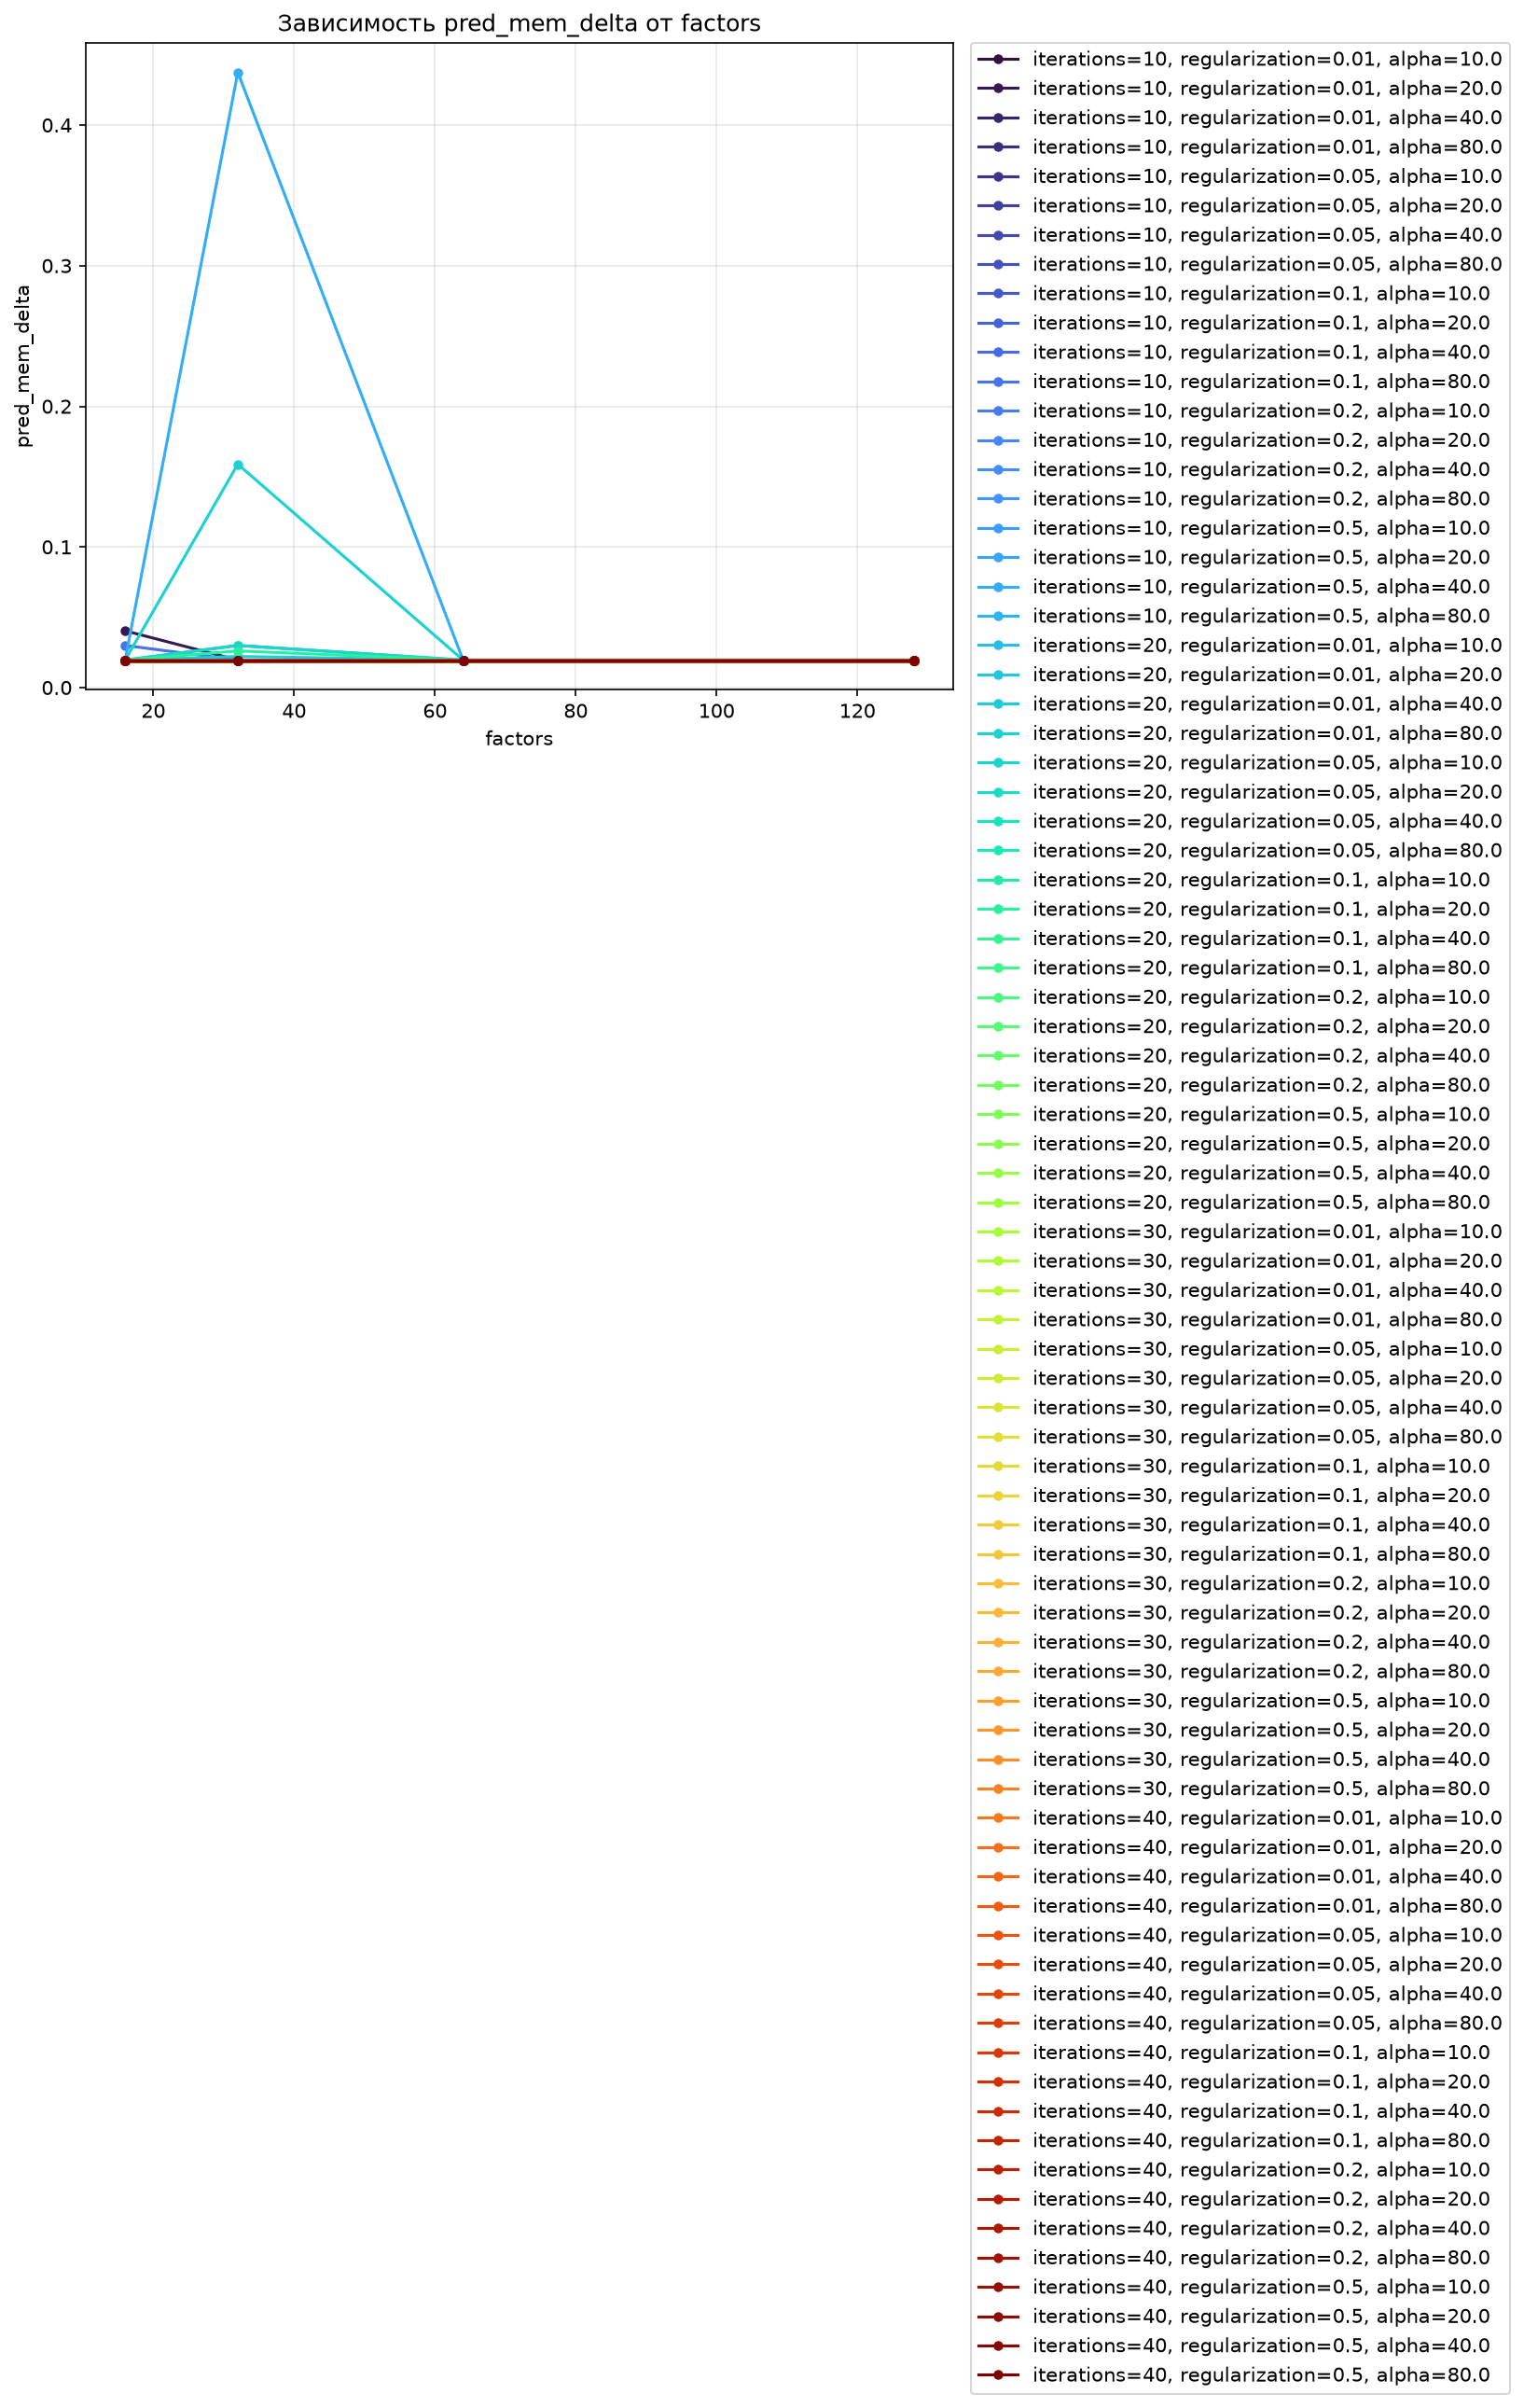 Зависимость pred_mem_delta от factors
pred_mem_delta
0.4
0.3
0.2
0.1
0.0
20 40 60 80 100 120
factors
iterations=10, regularization=0.01, alpha=10.0
iterations=10, regularization=0.01, alpha=20.0
iterations=10, regularization=0.01, alpha=40.0
iterations=10, regularization=0.01, alpha=80.0
iterations=10, regularization=0.05, alpha=10.0
iterations=10, regularization=0.05, alpha=20.0
iterations=10, regularization=0.05, alpha=40.0
iterations=10, regularization=0.05, alpha=80.0
iterations=10, regularization=0.1, alpha=10.0
iterations=10, regularization=0.1, alpha=20.0
iterations=10, regularization=0.1, alpha=40.0
iterations=10, regularization=0.1, alpha=80.0
iterations=10, regularization=0.2, alpha=10.0
iterations=10, regularization=0.2, alpha=20.0
iterations=10, regularization=0.2, alpha=40.0
iterations=10, regularization=0.2, alpha=80.0
iterations=10, regularization=0.5, alpha=10.0
iterations=10, regularization=0.5, alpha=20.0
iterations=10, regularization=0.5, alpha=40.0
iterations=10, regularization=0.5, alpha=80.0
iterations=20, regularization=0.01, alpha=10.0
iterations=20, regularization=0.01, alpha=20.0
iterations=20, regularization=0.01, alpha=40.0
iterations=20, regularization=0.01, alpha=80.0
iterations=20, regularization=0.05, alpha=10.0
iterations=20, regularization=0.05, alpha=20.0
iterations=20, regularization=0.05, alpha=40.0
iterations=20, regularization=0.05, alpha=80.0
iterations=20, regularization=0.1, alpha=10.0
iterations=20, regularization=0.1, alpha=20.0
iterations=20, regularization=0.1, alpha=40.0
iterations=20, regularization=0.1, alpha=80.0
iterations=20, regularization=0.2, alpha=10.0
iterations=20, regularization=0.2, alpha=20.0
iterations=20, regularization=0.2, alpha=40.0
iterations=20, regularization=0.2, alpha=80.0
iterations=20, regularization=0.5, alpha=10.0
iterations=20, regularization=0.5, alpha=20.0
iterations=20, regularization=0.5, alpha=40.0
iterations=20, regularization=0.5, alpha=80.0
iterations=30, regularization=0.01, alpha=10.0
iterations=30, regularization=0.01, alpha=20.0
iterations=30, regularization=0.01, alpha=40.0
iterations=30, regularization=0.01, alpha=80.0
iterations=30, regularization=0.05, alpha=10.0
iterations=30, regularization=0.05, alpha=20.0
iterations=30, regularization=0.05, alpha=40.0
iterations=30, regularization=0.05, alpha=80.0
iterations=30, regularization=0.1, alpha=10.0
iterations=30, regularization=0.1, alpha=20.0
iterations=30, regularization=0.1, alpha=40.0
iterations=30, regularization=0.1, alpha=80.0
iterations=30, regularization=0.2, alpha=10.0
iterations=30, regularization=0.2, alpha=20.0
iterations=30, regularization=0.2, alpha=40.0
iterations=30, regularization=0.2, alpha=80.0
iterations=30, regularization=0.5, alpha=10.0
iterations=30, regularization=0.5, alpha=20.0
iterations=30, regularization=0.5, alpha=40.0
iterations=30, regularization=0.5, alpha=80.0
iterations=40, regularization=0.01, alpha=10.0
iterations=40, regularization=0.01, alpha=20.0
iterations=40, regularization=0.01, alpha=40.0
iterations=40, regularization=0.01, alpha=80.0
iterations=40, regularization=0.05, alpha=10.0
iterations=40, regularization=0.05, alpha=20.0
iterations=40, regularization=0.05, alpha=40.0
iterations=40, regularization=0.05, alpha=80.0
iterations=40, regularization=0.1, alpha=10.0
iterations=40, regularization=0.1, alpha=20.0
iterations=40, regularization=0.1, alpha=40.0
iterations=40, regularization=0.1, alpha=80.0
iterations=40, regularization=0.2, alpha=10.0
iterations=40, regularization=0.2, alpha=20.0
iterations=40, regularization=0.2, alpha=40.0
iterations=40, regularization=0.2, alpha=80.0
iterations=40, regularization=0.5, alpha=10.0
iterations=40, regularization=0.5, alpha=20.0
iterations=40, regularization=0.5, alpha=40.0
iterations=40, regularization=0.5, alpha=80.0